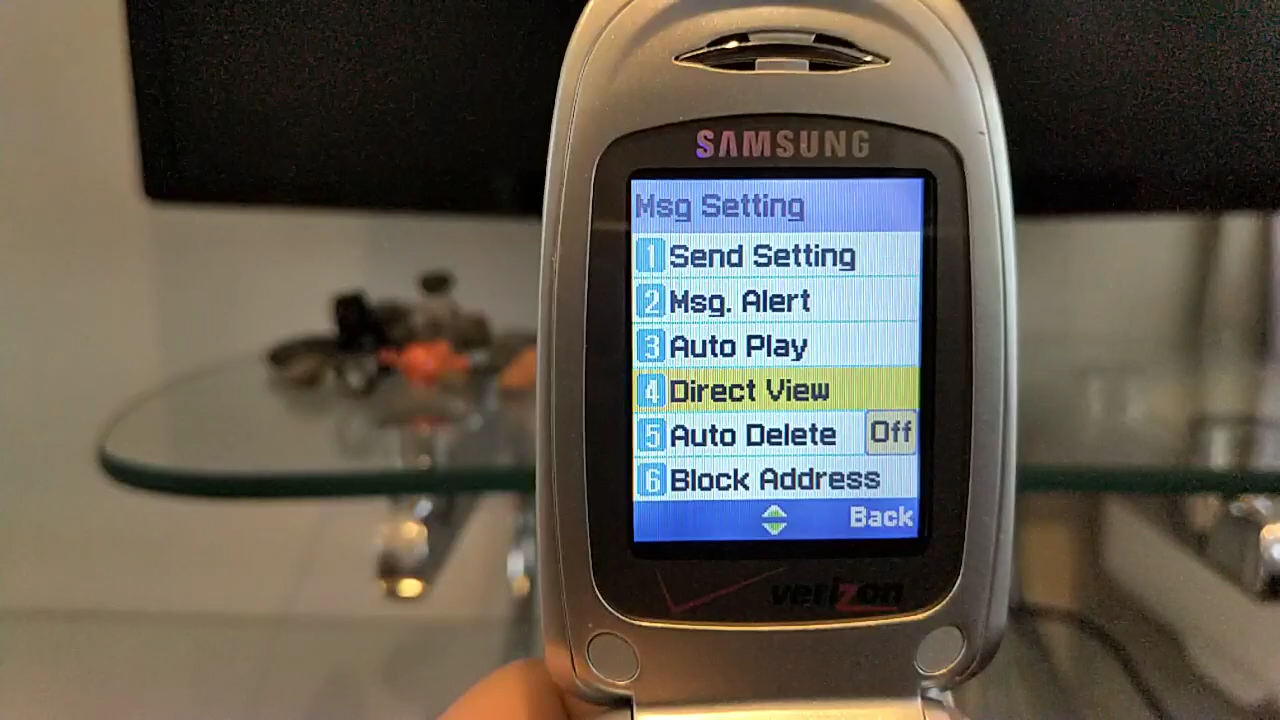 SAMSUNG
Msg Setting
1 Send Setting
2 Msg. Alert
3 Auto Play
4 Direct View
5 Auto Delete Off
6 Block Address
Back
verizon